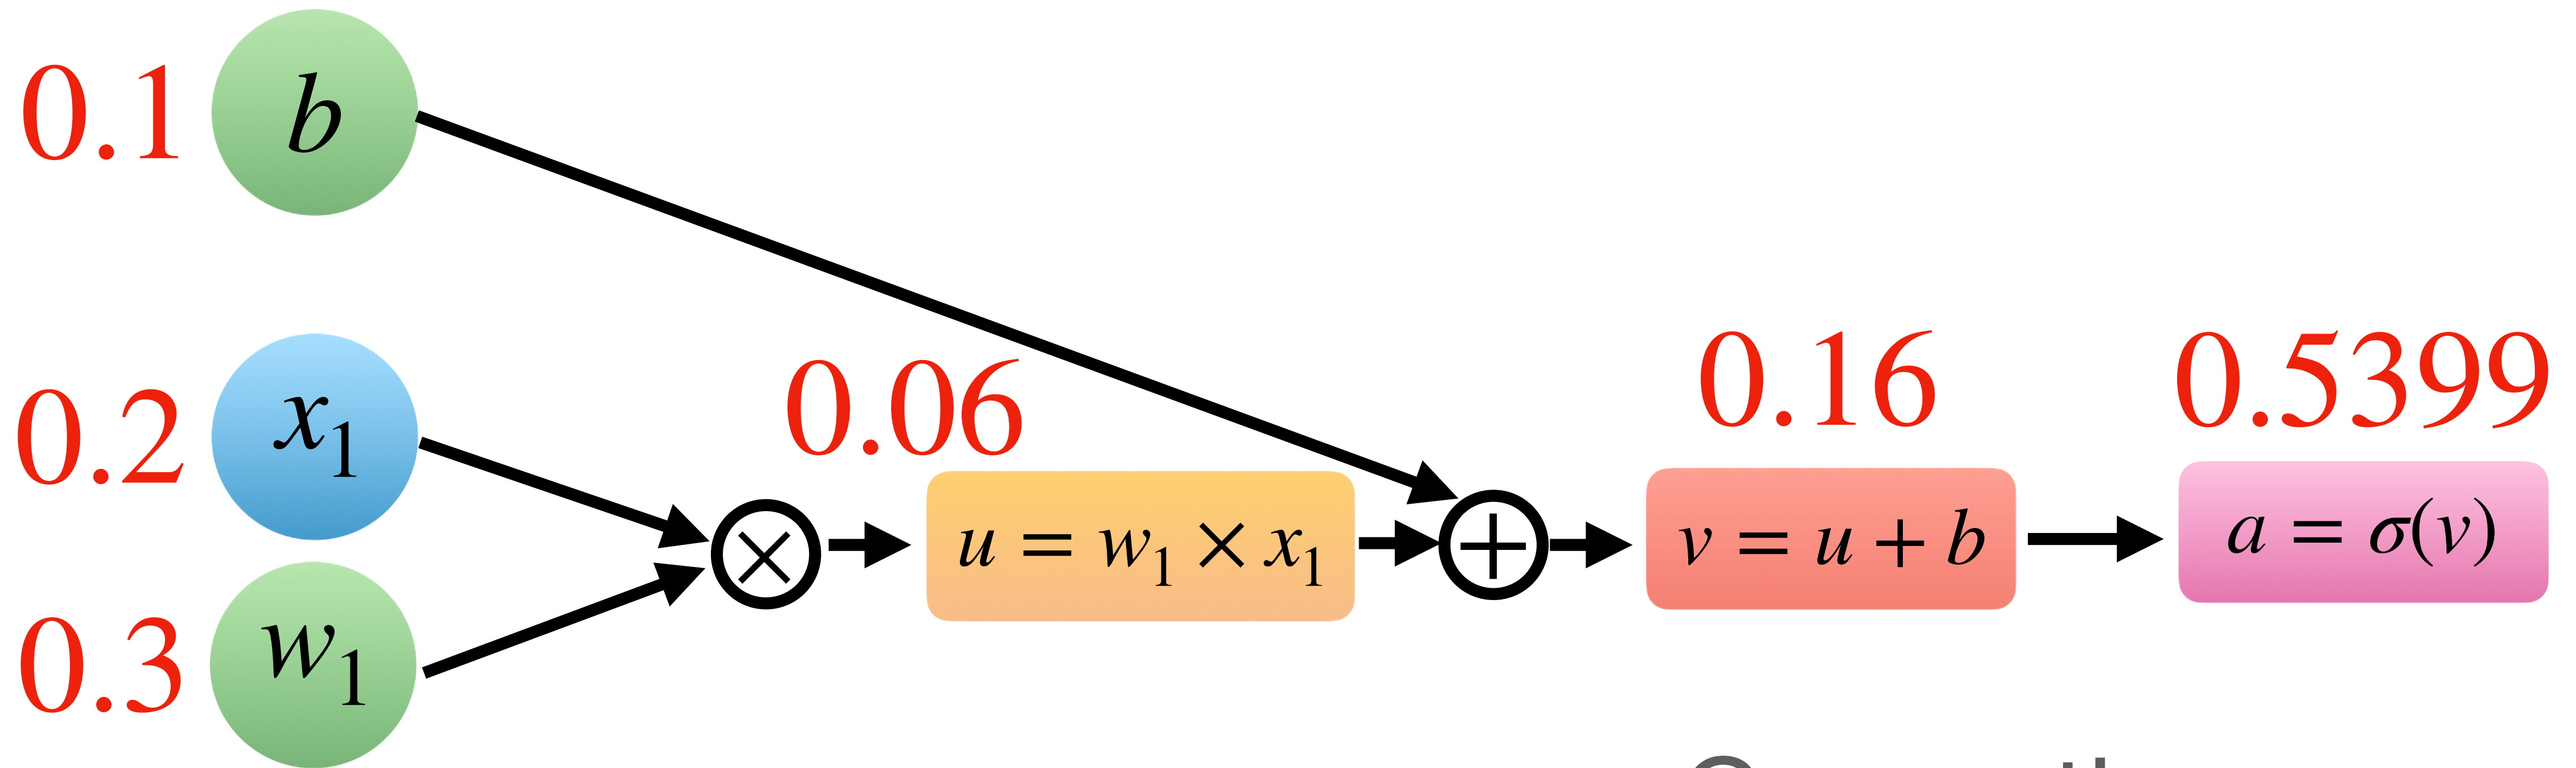 0.1 b
0.2 x₁
0.3 w₁
×
0.06
u = w₁ × x₁
+
0.16
v = u + b
0.5399
a = σ(v)